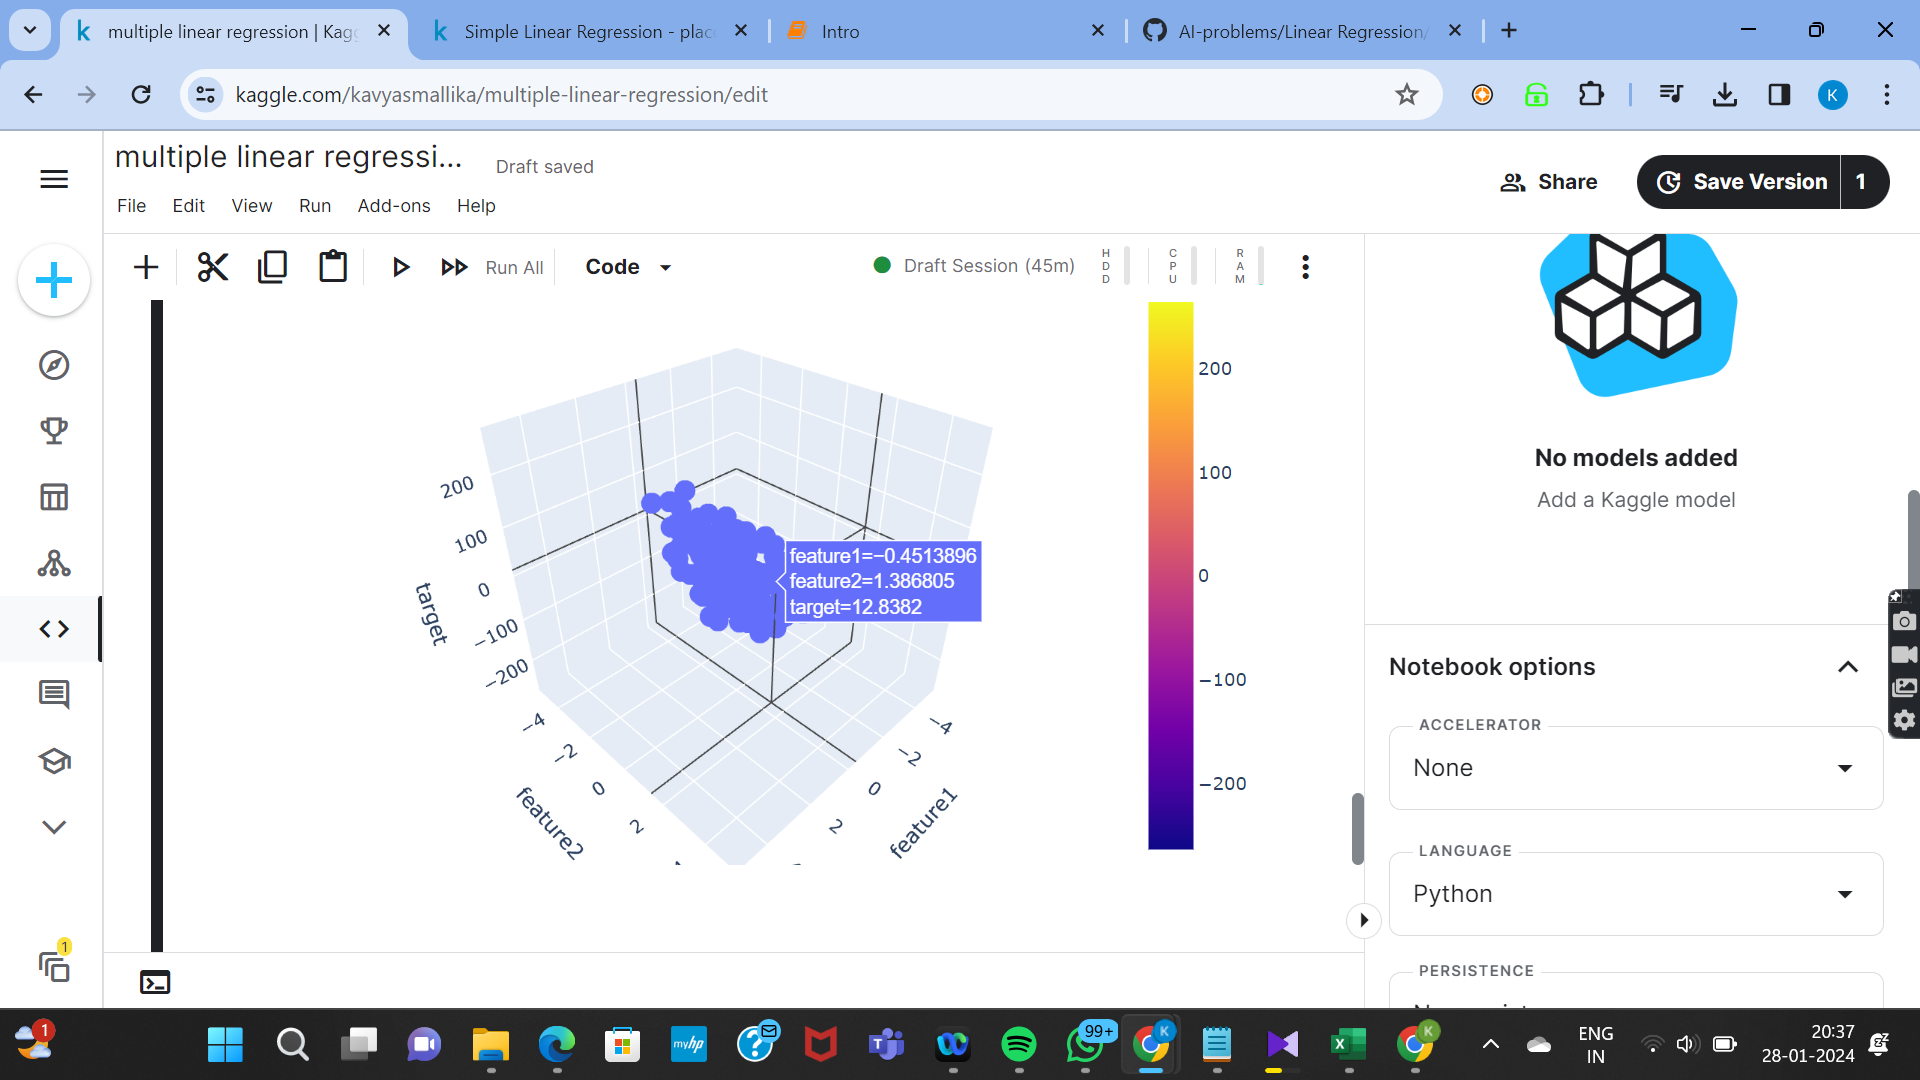 multiple linear regression | Kag
Simple Linear Regression - plac
Intro
AI-problems/Linear Regression/
kaggle.com/kavyasmallika/multiple-linear-regression/edit
K
multiple linear regressi...
Draft saved
Share
Save Version
1
File
Edit
View
Run
Add-ons
Help
Run All
Code
Draft Session (45m)
HDD
CPU
RAM
200
100
0
−100
−200
target
200
100
0
−100
−200
feature2
−4
−2
0
2
feature1
−4
−2
0
2
feature1=−0.4513896
feature2=1.386805
target=12.8382
No models added
Add a Kaggle model
Notebook options
ACCELERATOR
None
LANGUAGE
Python
PERSISTENCE
1
1
myhp
99+
K
K
ENG
IN
20:37
28-01-2024